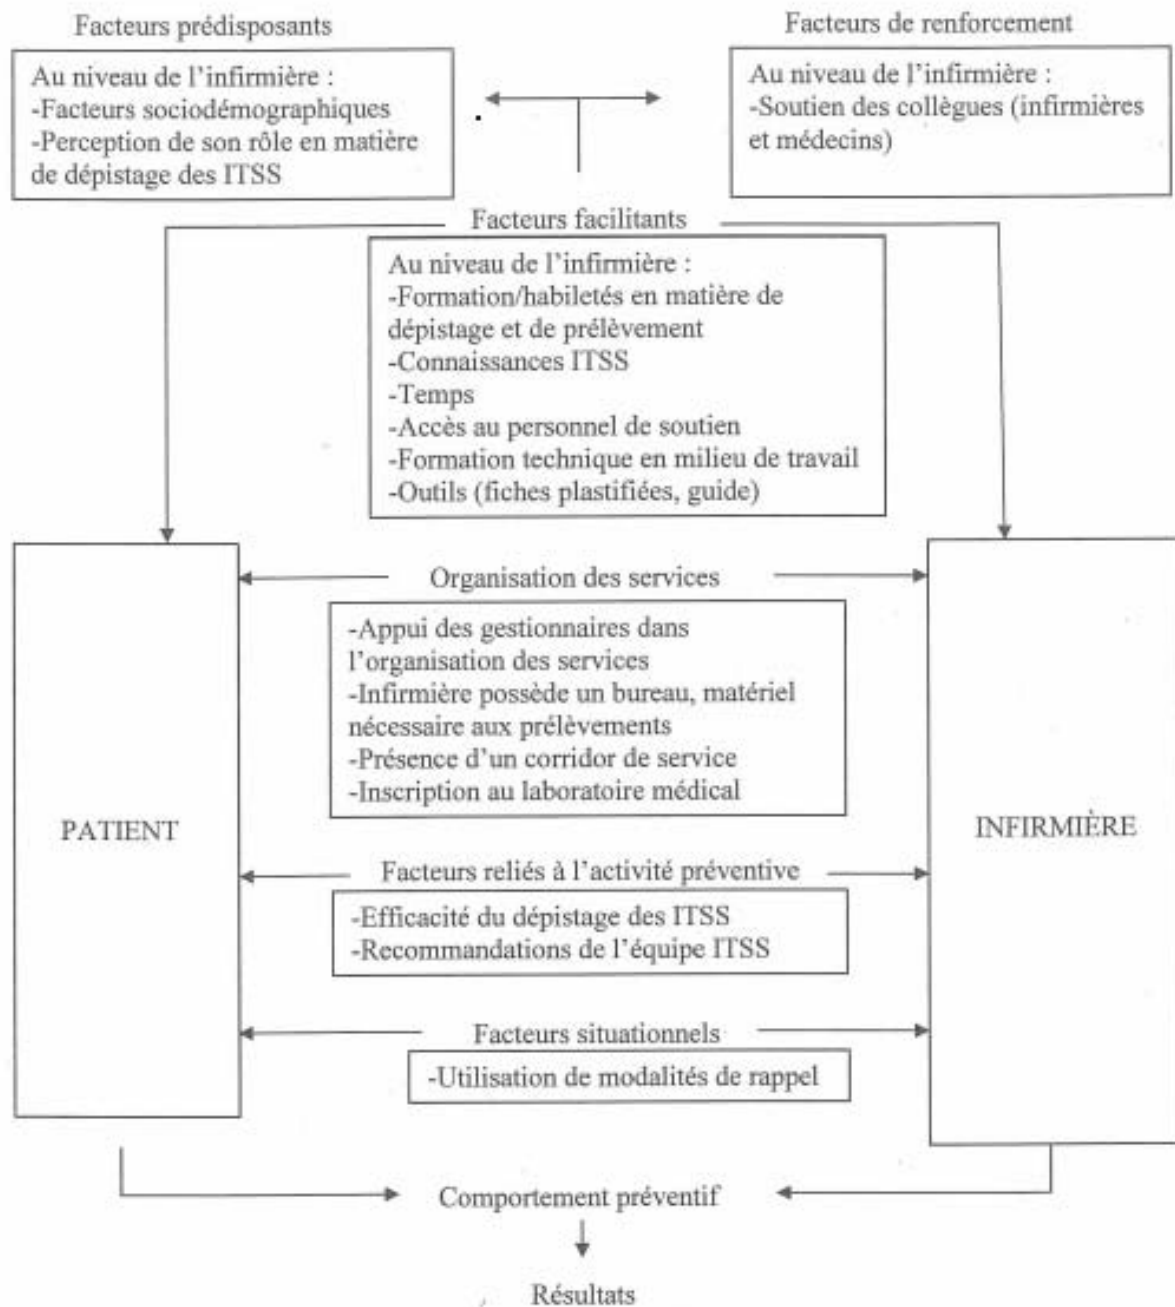 Facteurs prédisposants
Au niveau de l'infirmière :
-Facteurs sociodémographiques
-Perception de son rôle en matière
de dépistage des ITSS
Facteurs de renforcement
Au niveau de l'infirmière :
-Soutien des collègues (infirmières
et médecins)
Facteurs facilitants
Au niveau de l'infirmière :
-Formation/habiletés en matière de
dépistage et de prélèvement
-Connaissances ITSS
-Temps
-Accès au personnel de soutien
-Formation technique en milieu de travail
-Outils (fiches plastifiées, guide)
Organisation des services
-Appui des gestionnaires dans
l'organisation des services
-Infirmière possède un bureau, matériel
nécessaire aux prélèvements
-Présence d'un corridor de service
-Inscription au laboratoire médical
PATIENT
INFIRMIÈRE
Facteurs reliés à l'activité préventive
-Efficacité du dépistage des ITSS
-Recommandations de l'équipe ITSS
Facteurs situationnels
-Utilisation de modalités de rappel
Comportement préventif
Résultats